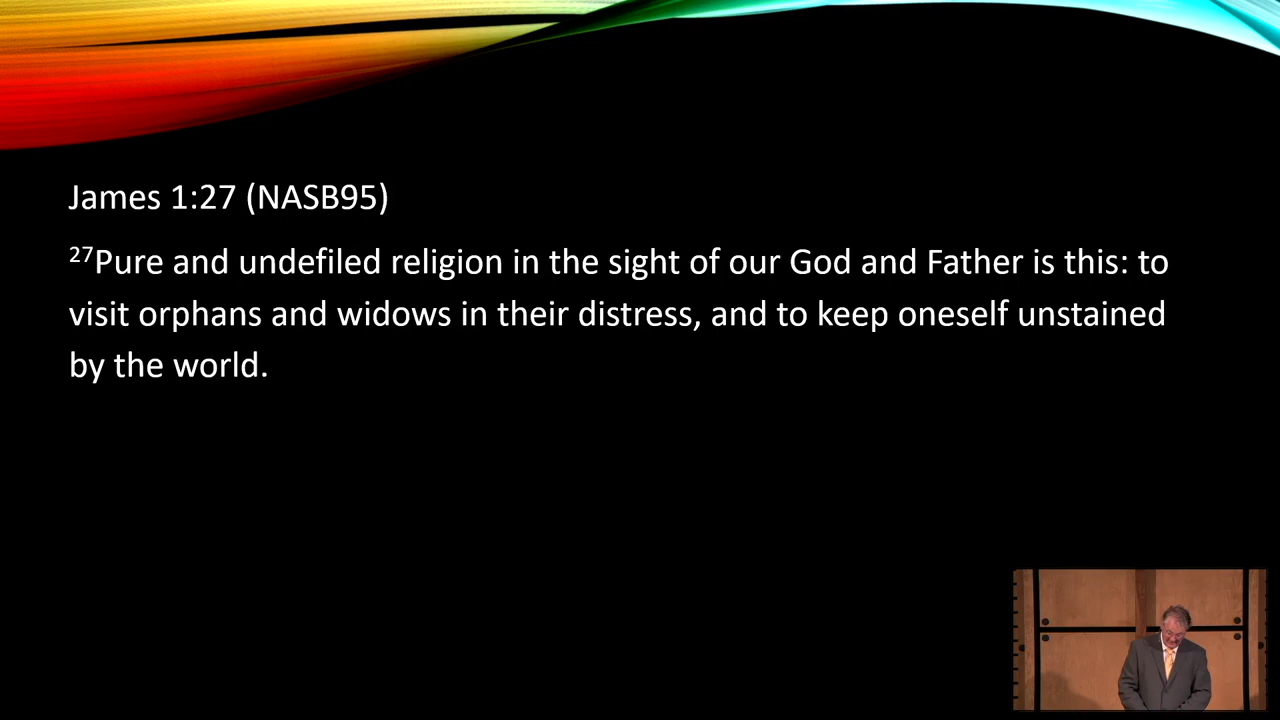 James 1:27 (NASB95)
²⁷Pure and undefiled religion in the sight of our God and Father is this: to
visit orphans and widows in their distress, and to keep oneself unstained
by the world.